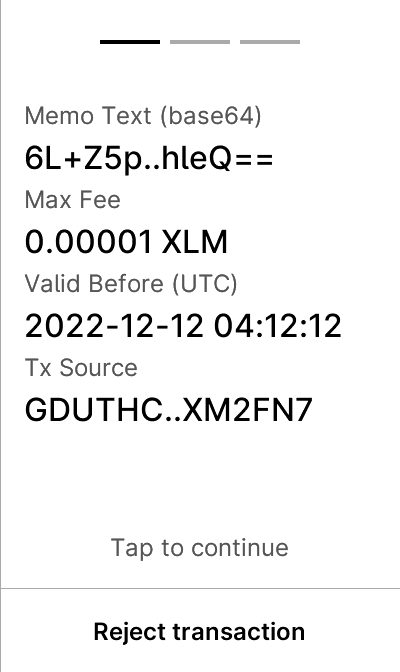 Memo Text (base64)
6L+Z5p..hleQ==
Max Fee
0.00001 XLM
Valid Before (UTC)
2022-12-12 04:12:12
Tx Source
GDUTHC..XM2FN7
Tap to continue
Reject transaction